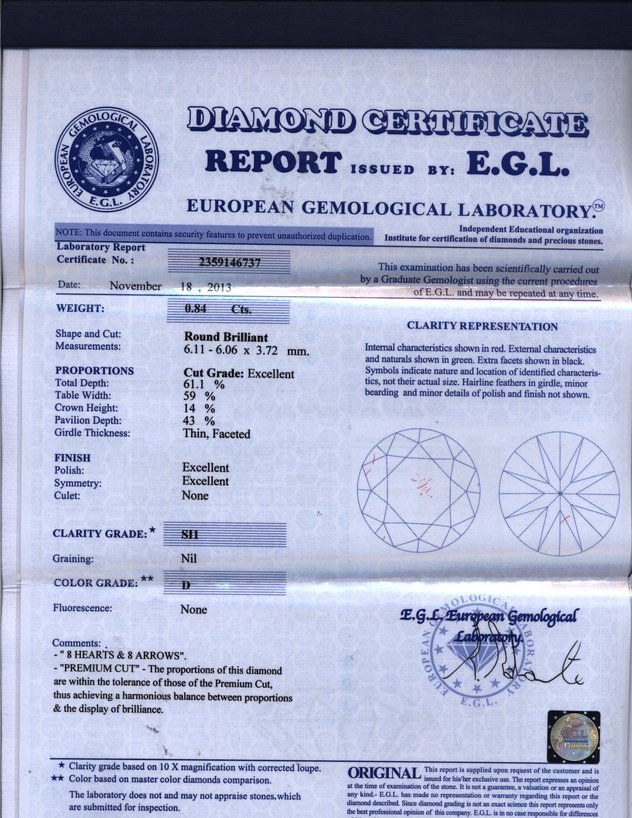 DIAMOND CERTIFICATE
REPORT ISSUED BY: E.G.L.
EUROPEAN GEMOLOGICAL LABORATORY.™
EUROPEAN GEMOLOGICAL LABORATORY
E.G.L.
NOTE: This document contains security features to prevent unauthorized duplication.
Independent Educational organization
Institute for certification of diamonds and precious stones.
Laboratory Report
Certificate No. : 2359146737
Date: November 18 , 2013
This examination has been scientifically carried out
by a Graduate Gemologist using the current procedures
of E.G.L. and may be repeated at any time.
WEIGHT: 0.84 Cts.
Shape and Cut: Round Brilliant
Measurements: 6.11 - 6.06 x 3.72 mm.
PROPORTIONS Cut Grade: Excellent
Total Depth: 61.1 %
Table Width: 59 %
Crown Height: 14 %
Pavilion Depth: 43 %
Girdle Thickness: Thin, Faceted
FINISH
Polish: Excellent
Symmetry: Excellent
Culet: None
CLARITY GRADE: * SI1
Graining: Nil
COLOR GRADE: ** D
Fluorescence: None
CLARITY REPRESENTATION
Internal characteristics shown in red. External characteristics
and naturals shown in green. Extra facets shown in black.
Symbols indicate nature and location of identified characteris-
tics, not their actual size. Hairline feathers in girdle, minor
bearding and minor details of polish and finish not shown.
E.G.L. European Gemological
Laboratory.
EUROPEAN GEMOLOGICAL LABORATORY
E.G.L.
Comments: .
- " 8 HEARTS & 8 ARROWS".
- "PREMIUM CUT" - The proportions of this diamond
are within the tolerance of those of the Premium Cut,
thus achieving a harmonious balance between proportions
& the display of brilliance.
* Clarity grade based on 10 X magnification with corrected loupe.
** Color based on master color diamonds comparison.
The laboratory does not and may not appraise stones,which
are submitted for inspection.
ORIGINAL This report is supplied upon request of the customer and is
issued for his/her exclusive use. The report expresses an opinion
at the time of examination of the stone. It is not a guarantee, a valuation or an appraisal of
any kind.- E.G.L. has made no representation or warranty regarding this report or the
diamond described. Since diamond grading is not an exact science this report represents only
the best professional opinion of this company. E.G.L. is in no case responsible for differences